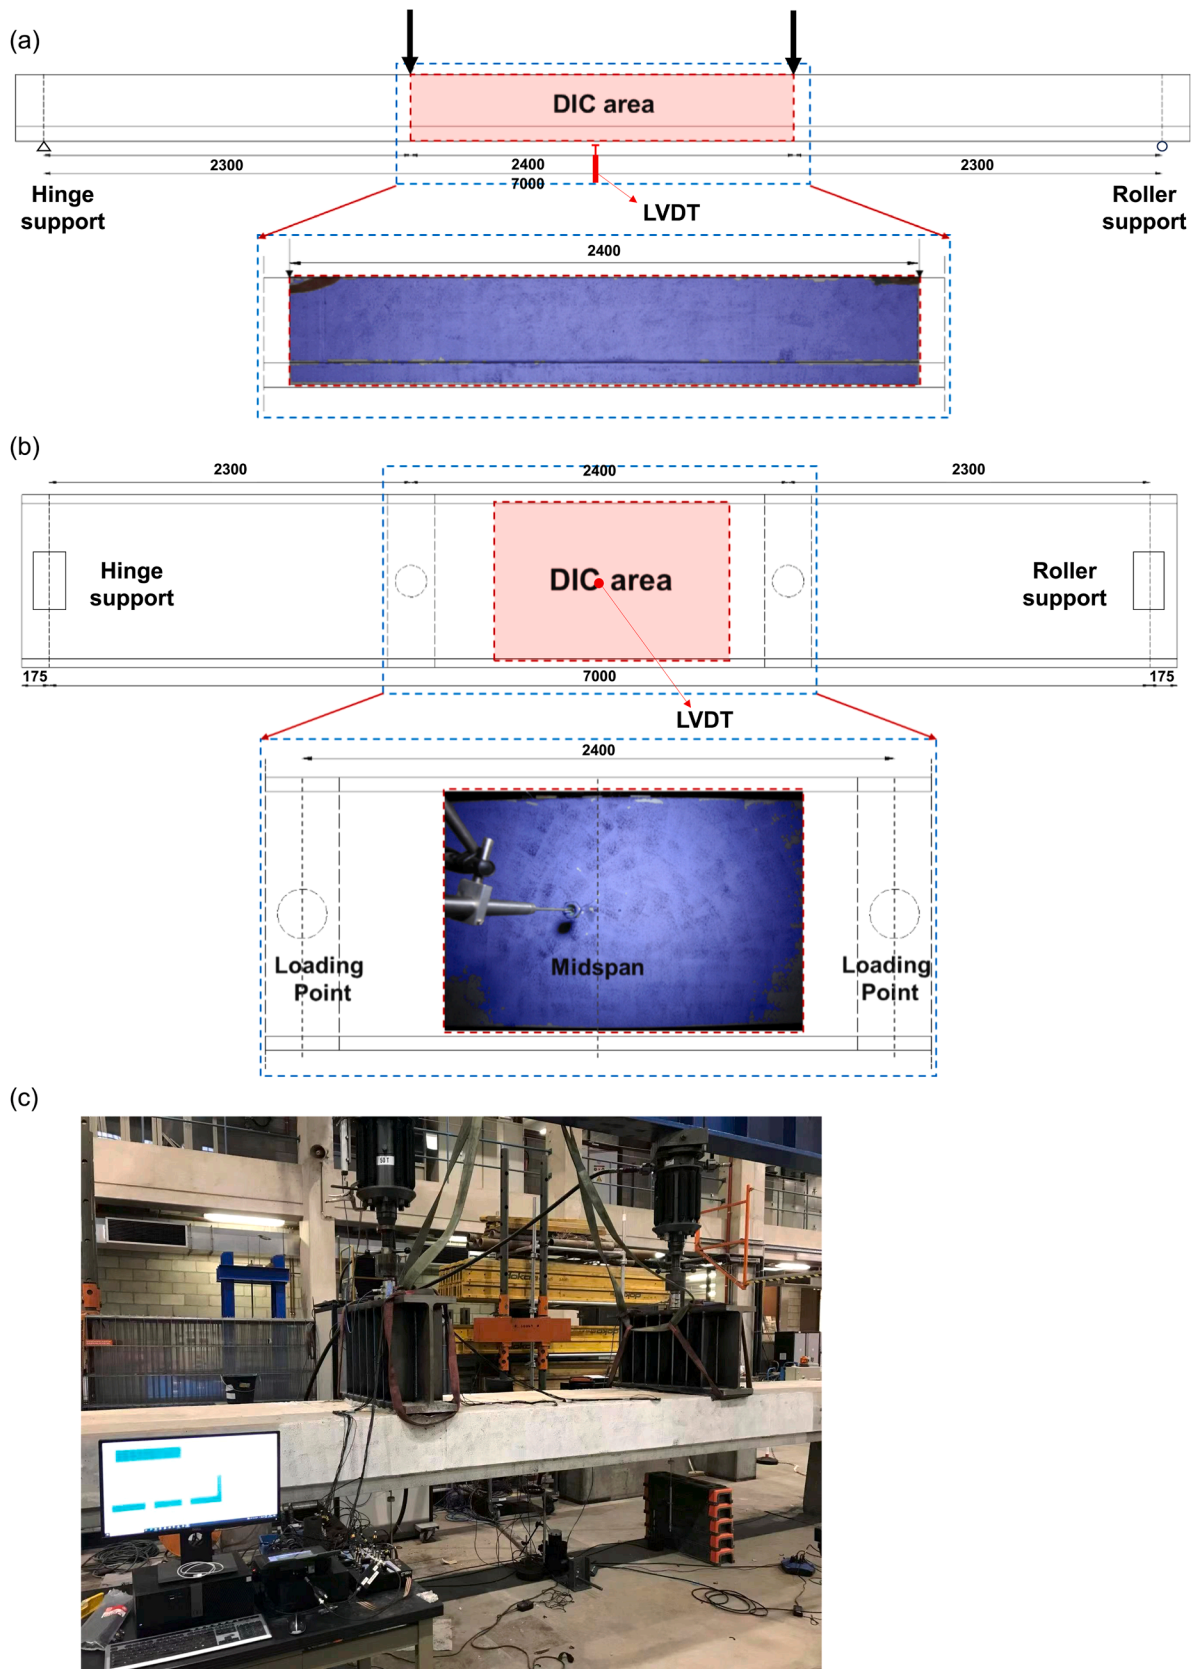 (a)
DIC area
2300
2400
2300
7000
Hinge
support
LVDT
Roller
support
2400
(b)
2300
2400
2300
Hinge
support
DIC area
Roller
support
175
7000
175
LVDT
2400
Loading
Point
Midspan
Loading
Point
(c)
50 T